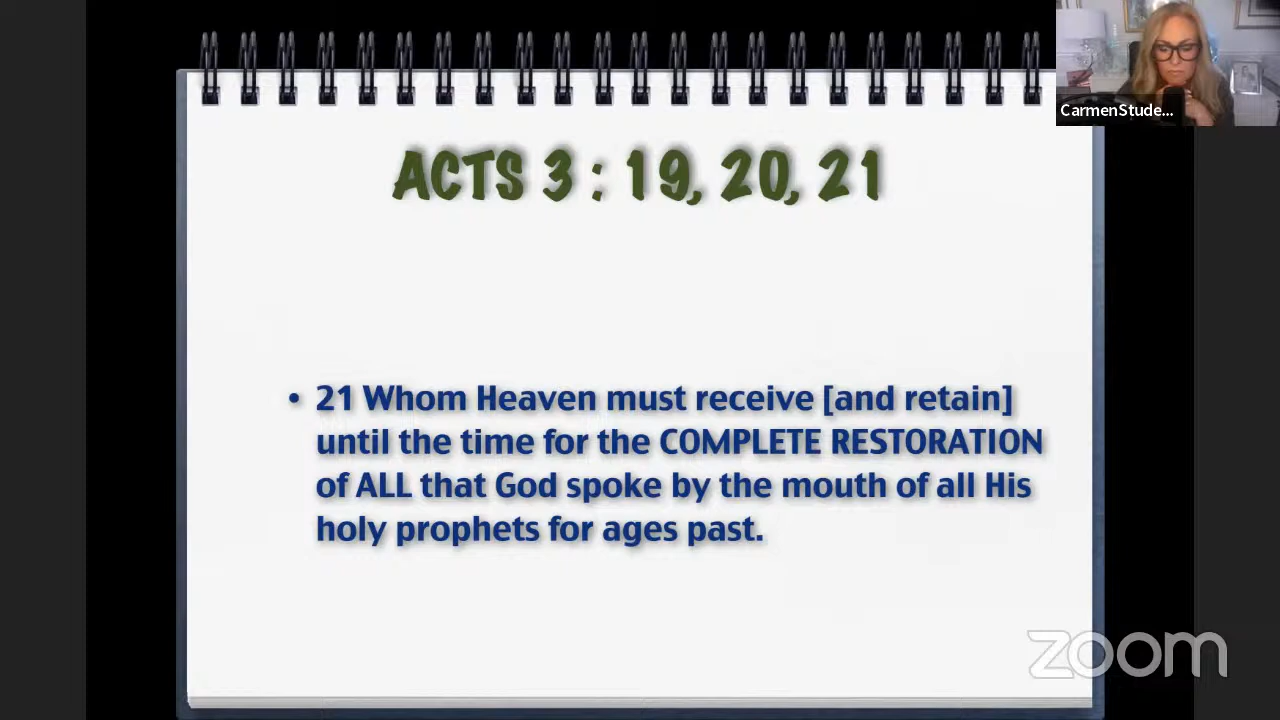 CarmenStude...
ACTS 3 : 19, 20, 21
• 21 Whom Heaven must receive [and retain]
until the time for the COMPLETE RESTORATION
of ALL that God spoke by the mouth of all His
holy prophets for ages past.
zoom